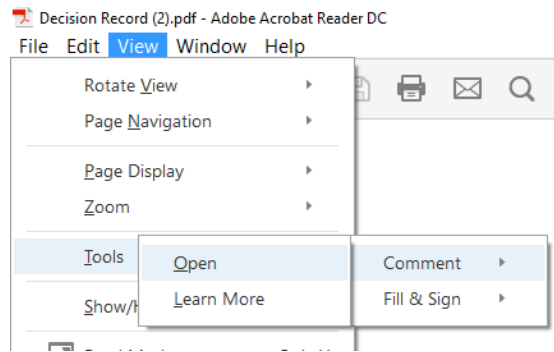 Decision Record (2).pdf - Adobe Acrobat Reader DC
File Edit View Window Help
Rotate View
Page Navigation
Page Display
Zoom
Tools
Open
Comment
Learn More
Fill & Sign
Show/H